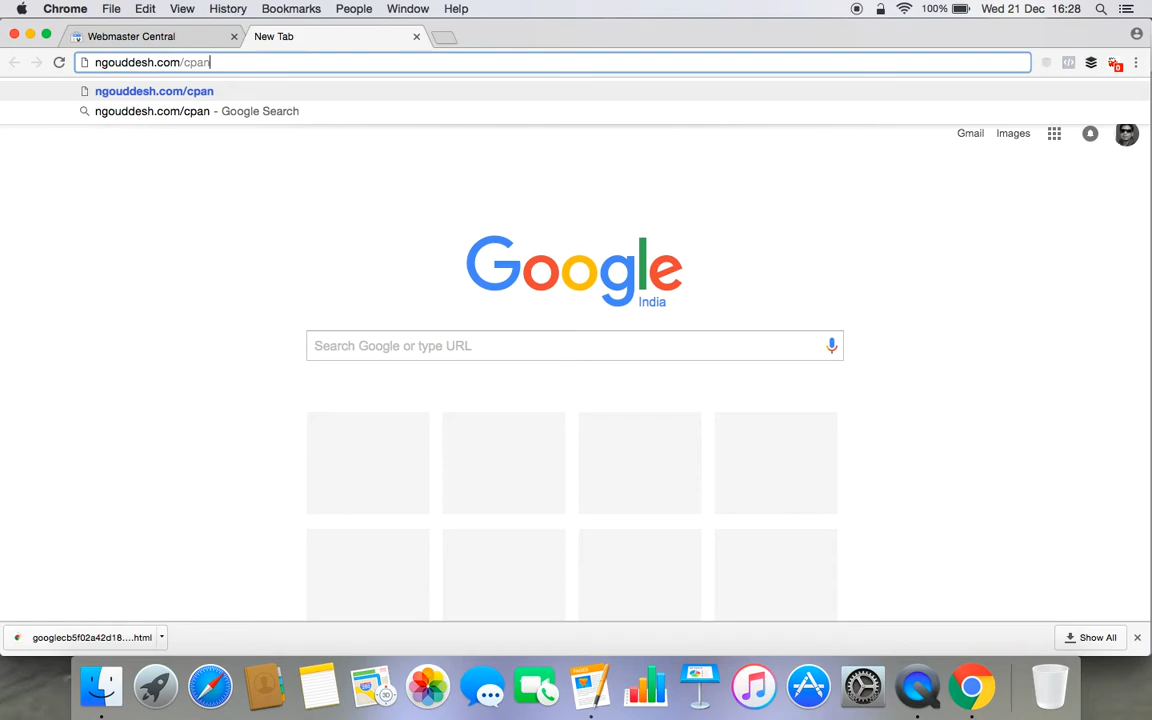 Chrome File Edit View History Bookmarks People Window Help 100% Wed 21 Dec 16:28
Webmaster Central New Tab
ngouddesh.com/cpan
ngouddesh.com/cpan
ngouddesh.com/cpan - Google Search
Gmail Images
Google
India
Search Google or type URL
googlecb5f02a42d18....html Show All